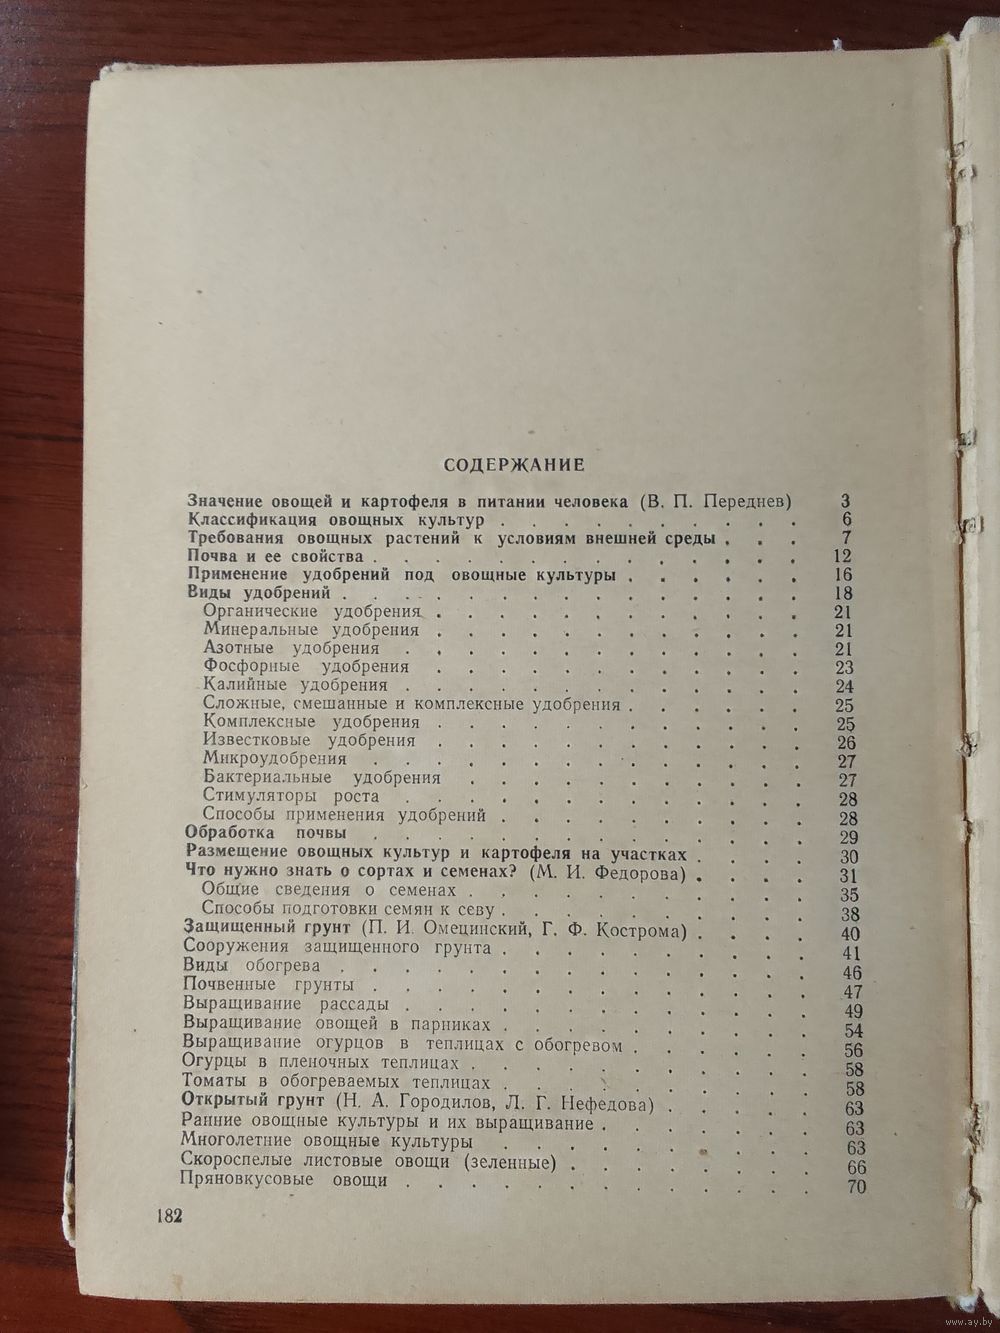 СОДЕРЖАНИЕ
Значение овощей и картофеля в питании человека (В. П. Переднев) 3
Классификация овощных культур . . . . . . . . . . 6
Требования овощных растений к условиям внешней среды . . . 7
Почва и ее свойства . . . . . . . . . . . . . . 12
Применение удобрений под овощные культуры . . . . . . 16
Виды удобрений . . . . . . . . . . . . . . . 18
Органические удобрения . . . . . . . . . . . . 21
Минеральные удобрения . . . . . . . . . . . . 21
Азотные удобрения . . . . . . . . . . . . . 21
Фосфорные удобрения . . . . . . . . . . . . 23
Калийные удобрения . . . . . . . . . . . . . 24
Сложные, смешанные и комплексные удобрения . . . . . . 25
Комплексные удобрения . . . . . . . . . . . . 25
Известковые удобрения . . . . . . . . . . . . 26
Микроудобрения . . . . . . . . . . . . . . 27
Бактериальные удобрения . . . . . . . . . . . 27
Стимуляторы роста . . . . . . . . . . . . . 28
Способы применения удобрений . . . . . . . . . . 28
Обработка почвы . . . . . . . . . . . . . . 29
Размещение овощных культур и картофеля на участках . . . . 30
Что нужно знать о сортах и семенах? (М. И. Федорова) . . . . 31
Общие сведения о семенах . . . . . . . . . . . 35
Способы подготовки семян к севу . . . . . . . . . . 38
Защищенный грунт (П. И. Омецинский, Г. Ф. Кострома) . . . . 40
Сооружения защищенного грунта . . . . . . . . . . 41
Виды обогрева . . . . . . . . . . . . . . . 46
Почвенные грунты . . . . . . . . . . . . . . 47
Выращивание рассады . . . . . . . . . . . . . 49
Выращивание овощей в парниках . . . . . . . . . . 54
Выращивание огурцов в теплицах с обогревом . . . . . . 56
Огурцы в пленочных теплицах . . . . . . . . . . . 58
Томаты в обогреваемых теплицах . . . . . . . . . . 58
Открытый грунт (Н. А. Городилов, Л. Г. Нефедова) . . . . . 63
Ранние овощные культуры и их выращивание . . . . . . . 63
Многолетние овощные культуры . . . . . . . . . . 63
Скороспелые листовые овощи (зеленные) . . . . . . . . 66
Пряновкусовые овощи . . . . . . . . . . . . . 70
182
www.ay.by